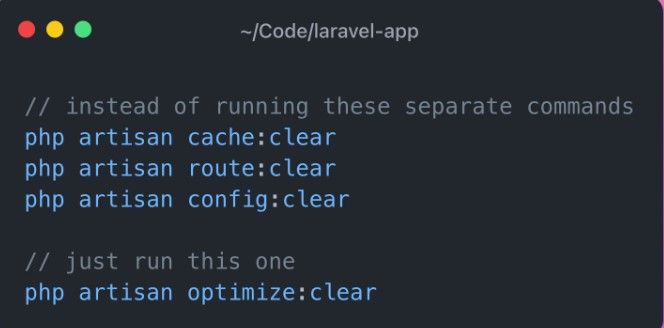 ~/Code/laravel-app
// instead of running these separate commands
php artisan cache:clear
php artisan route:clear
php artisan config:clear
// just run this one
php artisan optimize:clear